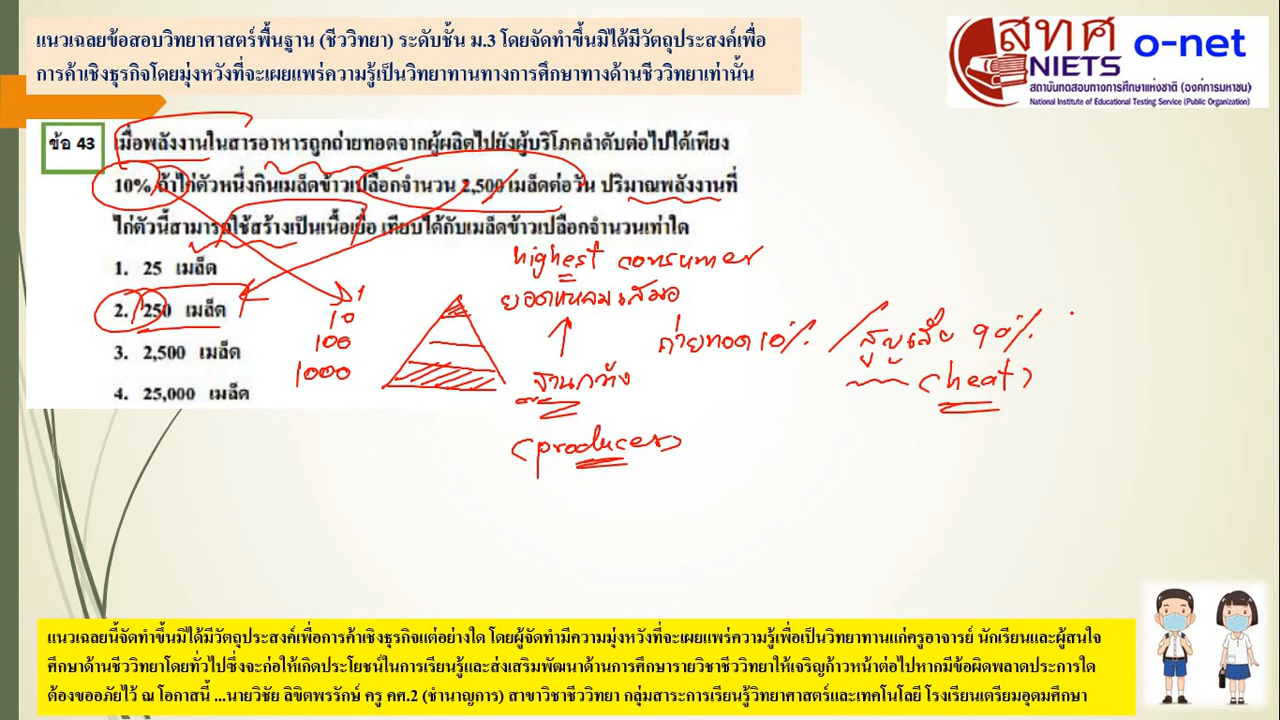 แนวเฉลยข้อสอบวิทยาศาสตร์พื้นฐาน (ชีววิทยา) ระดับชั้น ม.3 โดยจัดทำขึ้นมิได้มีวัตถุประสงค์เพื่อ
การค้าเชิงธุรกิจโดยมุ่งหวังที่จะเผยแพร่ความรู้เป็นวิทยาทานทางการศึกษาทางด้านชีววิทยาเท่านั้น
สทศ
NIETS
o-net
สถาบันทดสอบทางการศึกษาแห่งชาติ (องค์การมหาชน)
National Institute of Educational Testing Service (Public Organization)
ข้อ 43
เมื่อพลังงานในสารอาหารถูกถ่ายทอดจากผู้ผลิตไปยังผู้บริโภคลำดับต่อไปได้เพียง
10% ถ้าไก่ตัวหนึ่งกินเมล็ดข้าวเปลือกจำนวน 2,500 เมล็ดต่อวัน ปริมาณพลังงานที่
ไก่ตัวนี้สามารถใช้สร้างเป็นเนื้อเยื่อ เทียบได้กับเมล็ดข้าวเปลือกจำนวนเท่าใด
1. 25 เมล็ด
2. 250 เมล็ด
3. 2,500 เมล็ด
4. 25,000 เมล็ด
highest consumer
ยอดแหลมเสมอ
1
10
100
1000
ถ่ายทอด 10% / สูญเสีย 90%
(heat)
ฐานกว้าง
(producer)
แนวเฉลยนี้จัดทำขึ้นมิได้มีวัตถุประสงค์เพื่อการค้าเชิงธุรกิจแต่อย่างใด โดยผู้จัดทำมีความมุ่งหวังที่จะเผยแพร่ความรู้เพื่อเป็นวิทยาทานแก่ครูอาจารย์ นักเรียนและผู้สนใจ
ศึกษาด้านชีววิทยาโดยทั่วไปซึ่งจะก่อให้เกิดประโยชน์ในการเรียนรู้และส่งเสริมพัฒนาด้านการศึกษารายวิชาชีววิทยาให้เจริญก้าวหน้าต่อไปหากมีข้อผิดพลาดประการใด
ต้องขออภัยไว้ ณ โอกาสนี้ ...นายวิชัย ลิขิตพรรักษ์ ครู คศ.2 (ชำนาญการ) สาขาวิชาชีววิทยา กลุ่มสาระการเรียนรู้วิทยาศาสตร์และเทคโนโลยี โรงเรียนเตรียมอุดมศึกษา